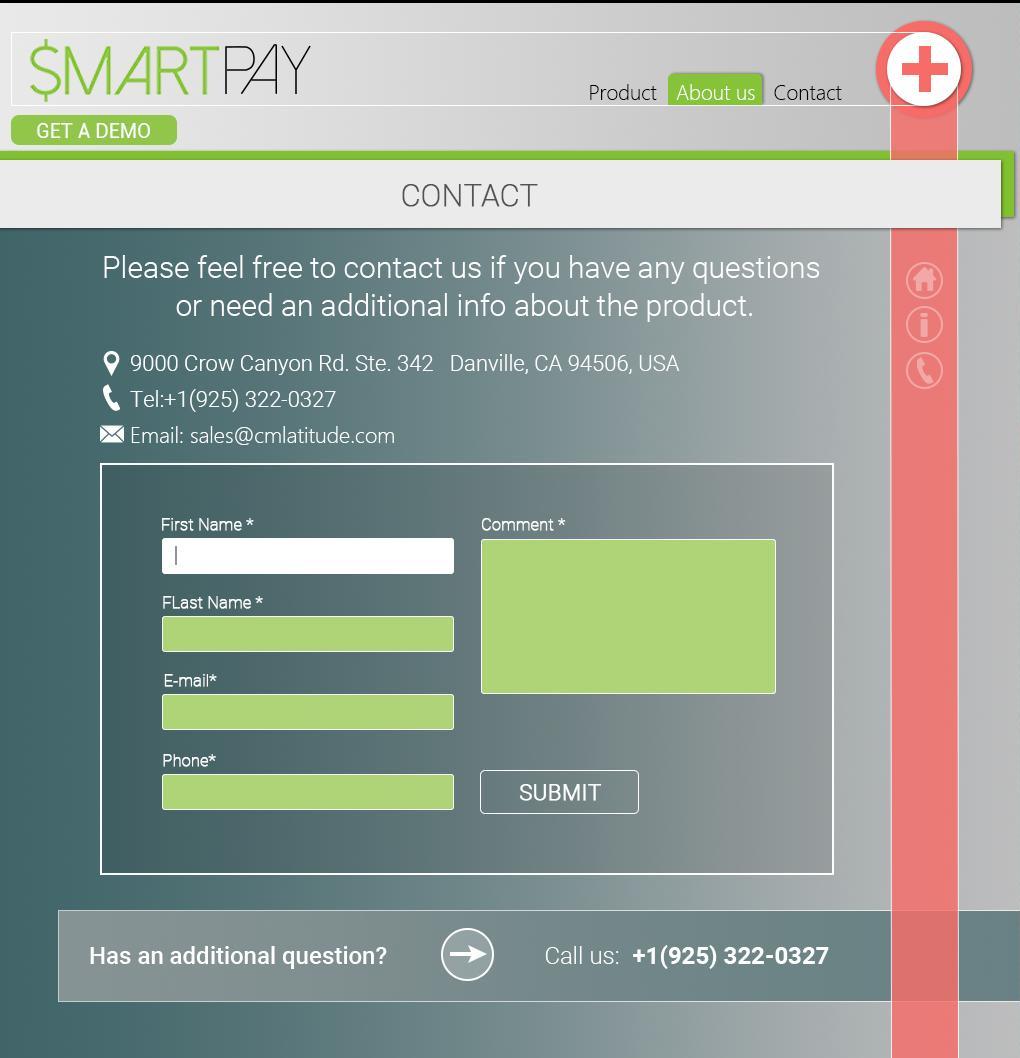 $MARTPAY
Product About us Contact
GET A DEMO
CONTACT
Please feel free to contact us if you have any questions
or need an additional info about the product.
9000 Crow Canyon Rd. Ste. 342 Danville, CA 94506, USA
Tel:+1(925) 322-0327
Email: sales@cmlatitude.com
First Name *
Comment *
FLast Name *
E-mail*
Phone*
SUBMIT
Has an additional question?
Call us: +1(925) 322-0327